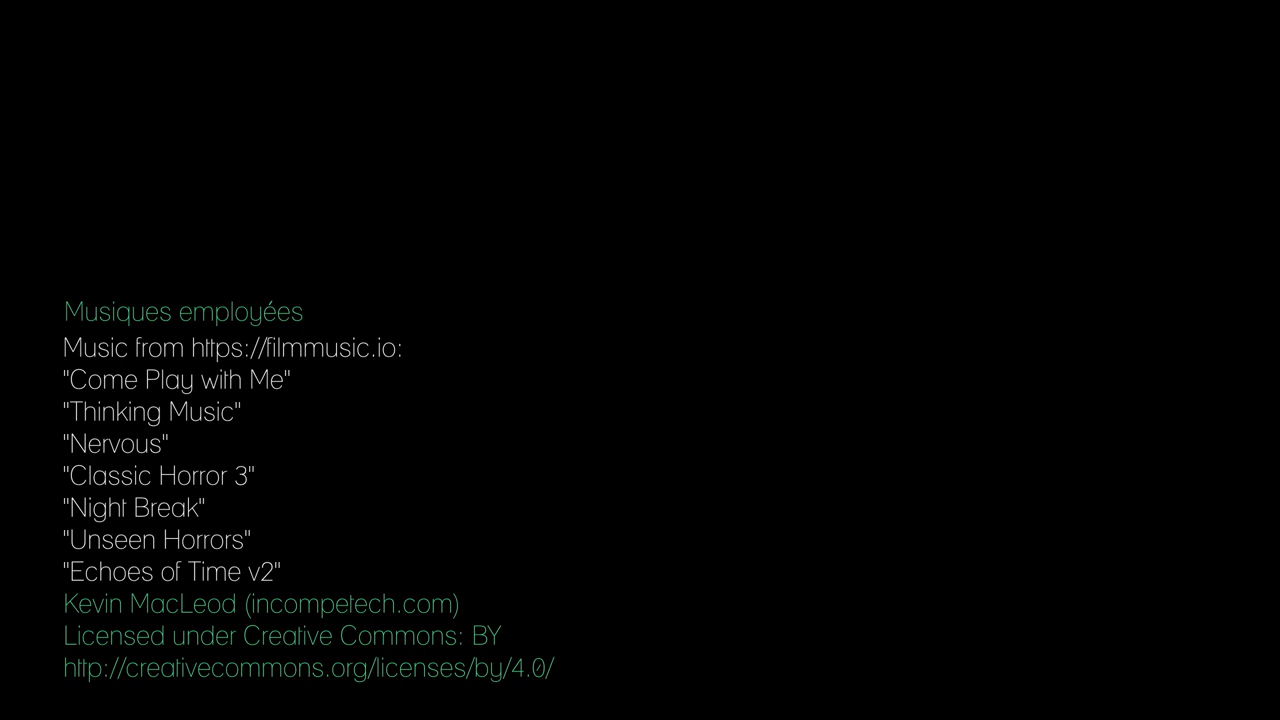 Musiques employées
Music from https://filmmusic.io:
"Come Play with Me"
"Thinking Music"
"Nervous"
"Classic Horror 3"
"Night Break"
"Unseen Horrors"
"Echoes of Time v2"
Kevin MacLeod (incompetech.com)
Licensed under Creative Commons: BY
http://creativecommons.org/licenses/by/4.0/